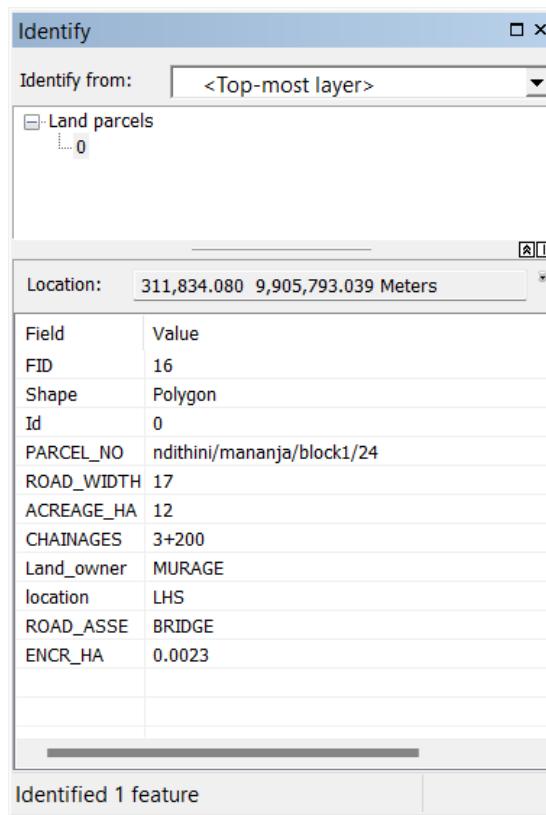 Identify
Identify from: <Top-most layer>
Land parcels
0
Location: 311,834.080 9,905,793.039 Meters
Field Value
FID 16
Shape Polygon
Id 0
PARCEL_NO ndithini/mananja/block1/24
ROAD_WIDTH 17
ACREAGE_HA 12
CHAINAGES 3+200
Land_owner MURAGE
location LHS
ROAD_ASSE BRIDGE
ENCR_HA 0.0023
Identified 1 feature